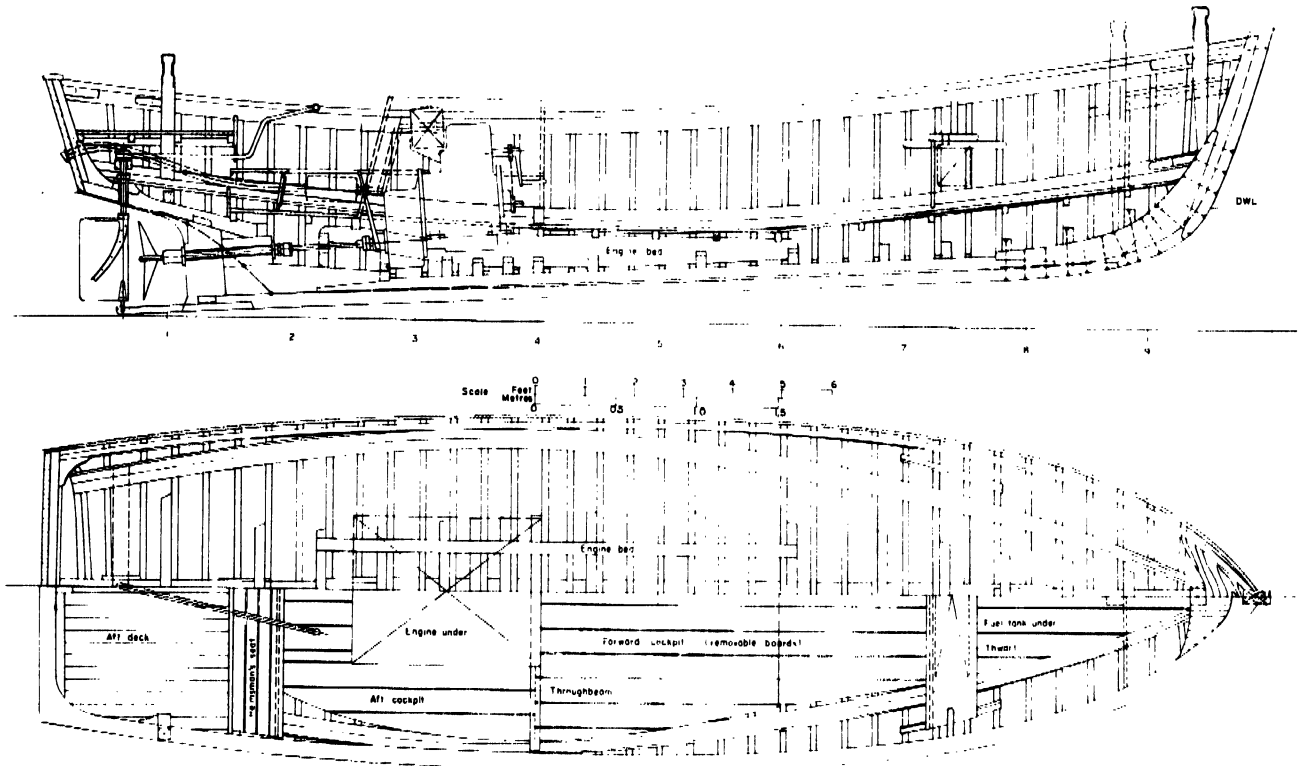 DWL
Engine bed
1 2 3 4 5 6 7 8 9
Scale Feet 0 1 2 3 4 5 6
Metres 0 0.5 1.0 1.5
Engine bed
Aft deck
Engine under
Forward cockpit (removable boards)
Fuel tank under
Thwart
Helmsman's seat
Aft cockpit
Throughbeam